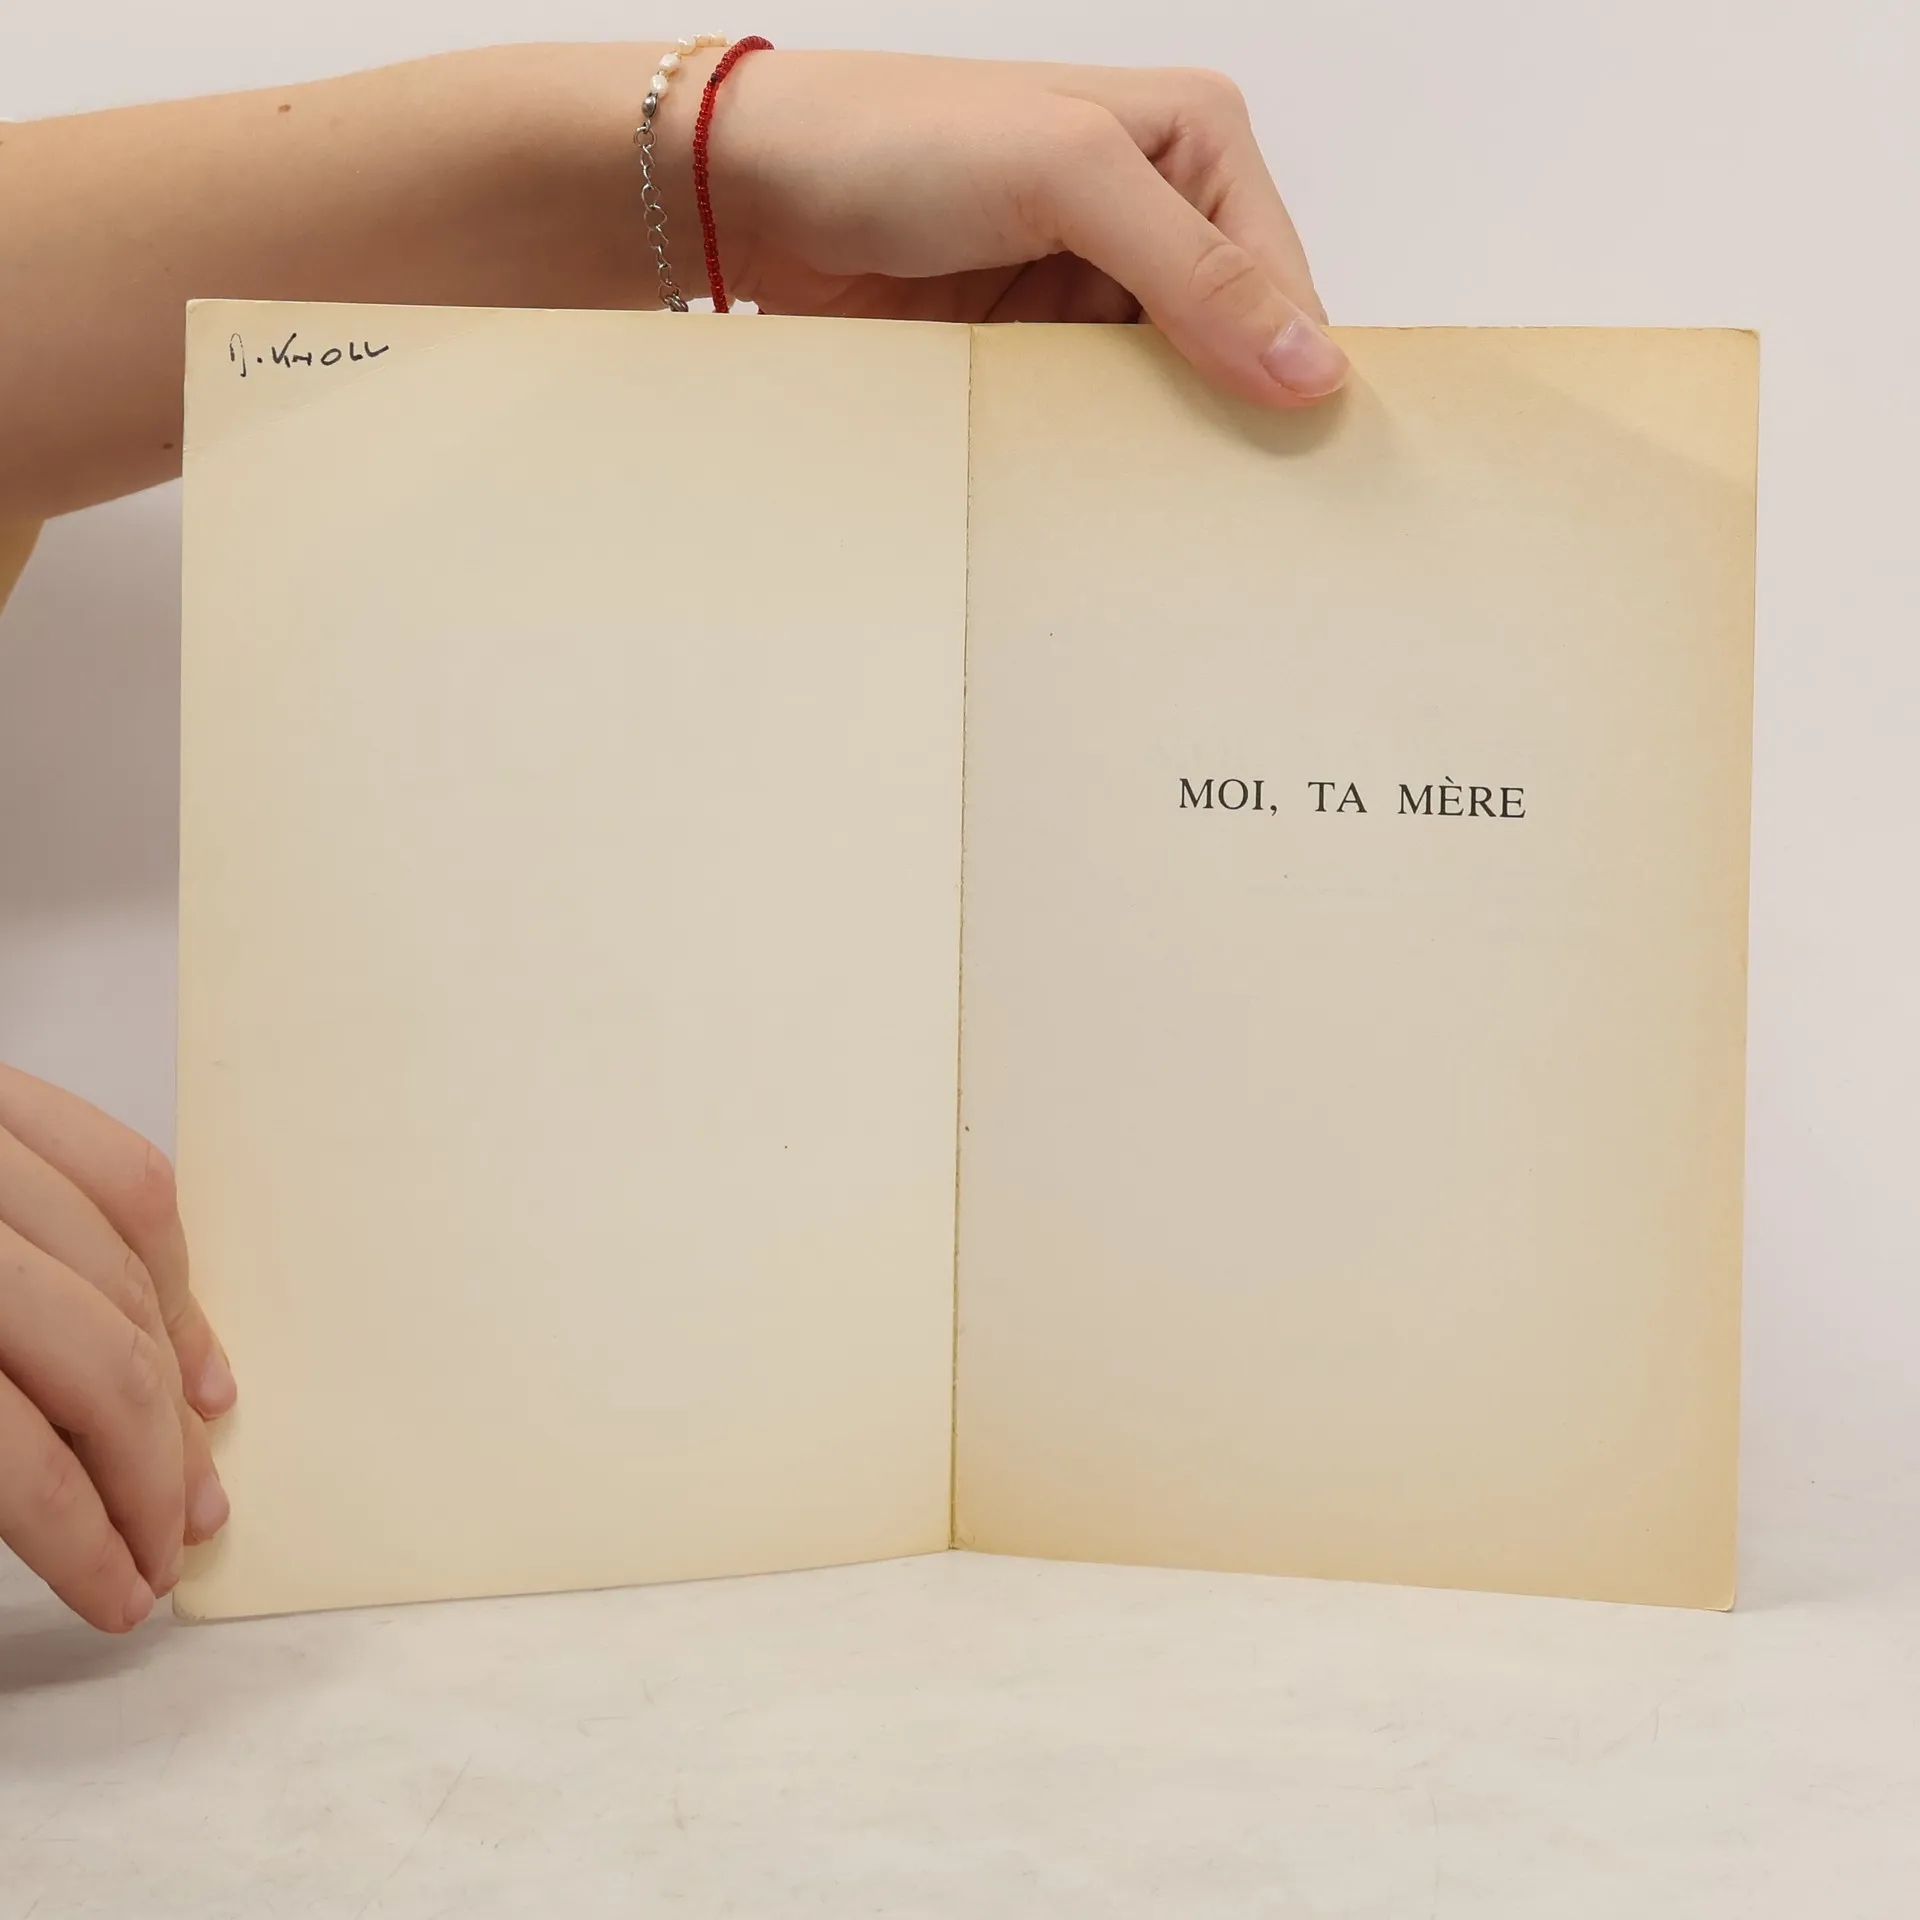 D. KNOLL
MOI, TA MÈRE